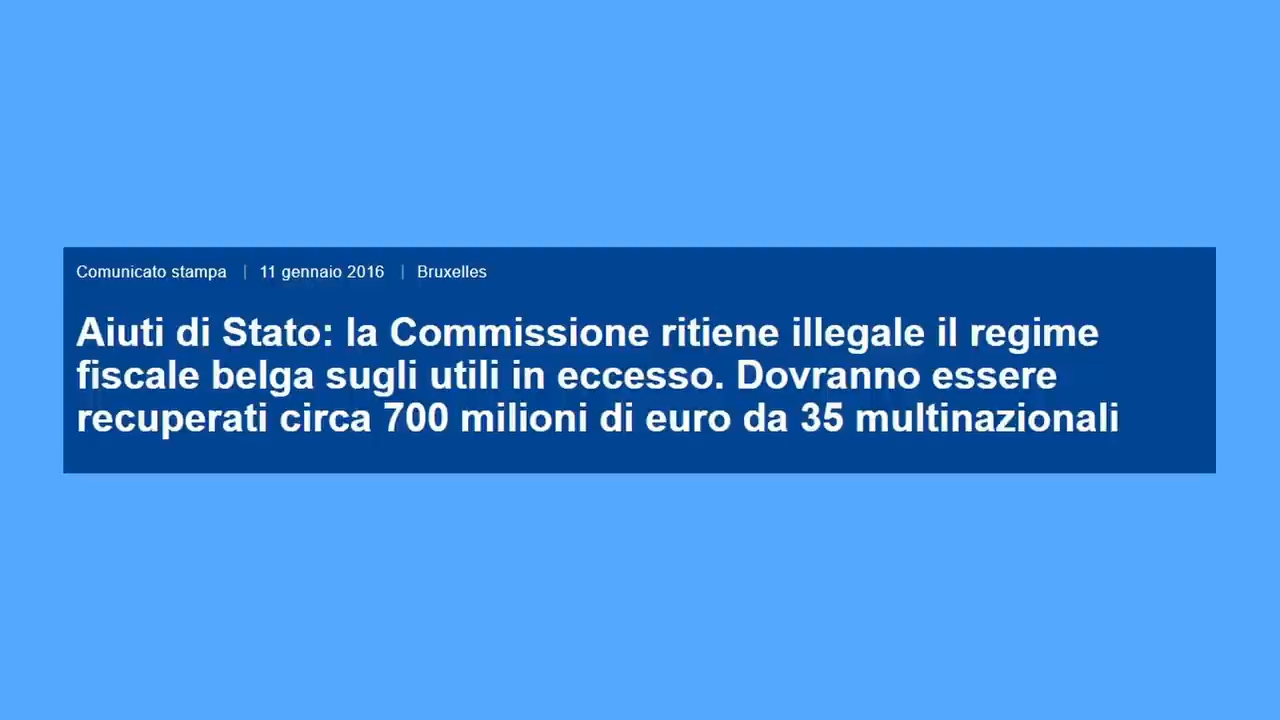 Comunicato stampa | 11 gennaio 2016 | Bruxelles
Aiuti di Stato: la Commissione ritiene illegale il regime
fiscale belga sugli utili in eccesso. Dovranno essere
recuperati circa 700 milioni di euro da 35 multinazionali